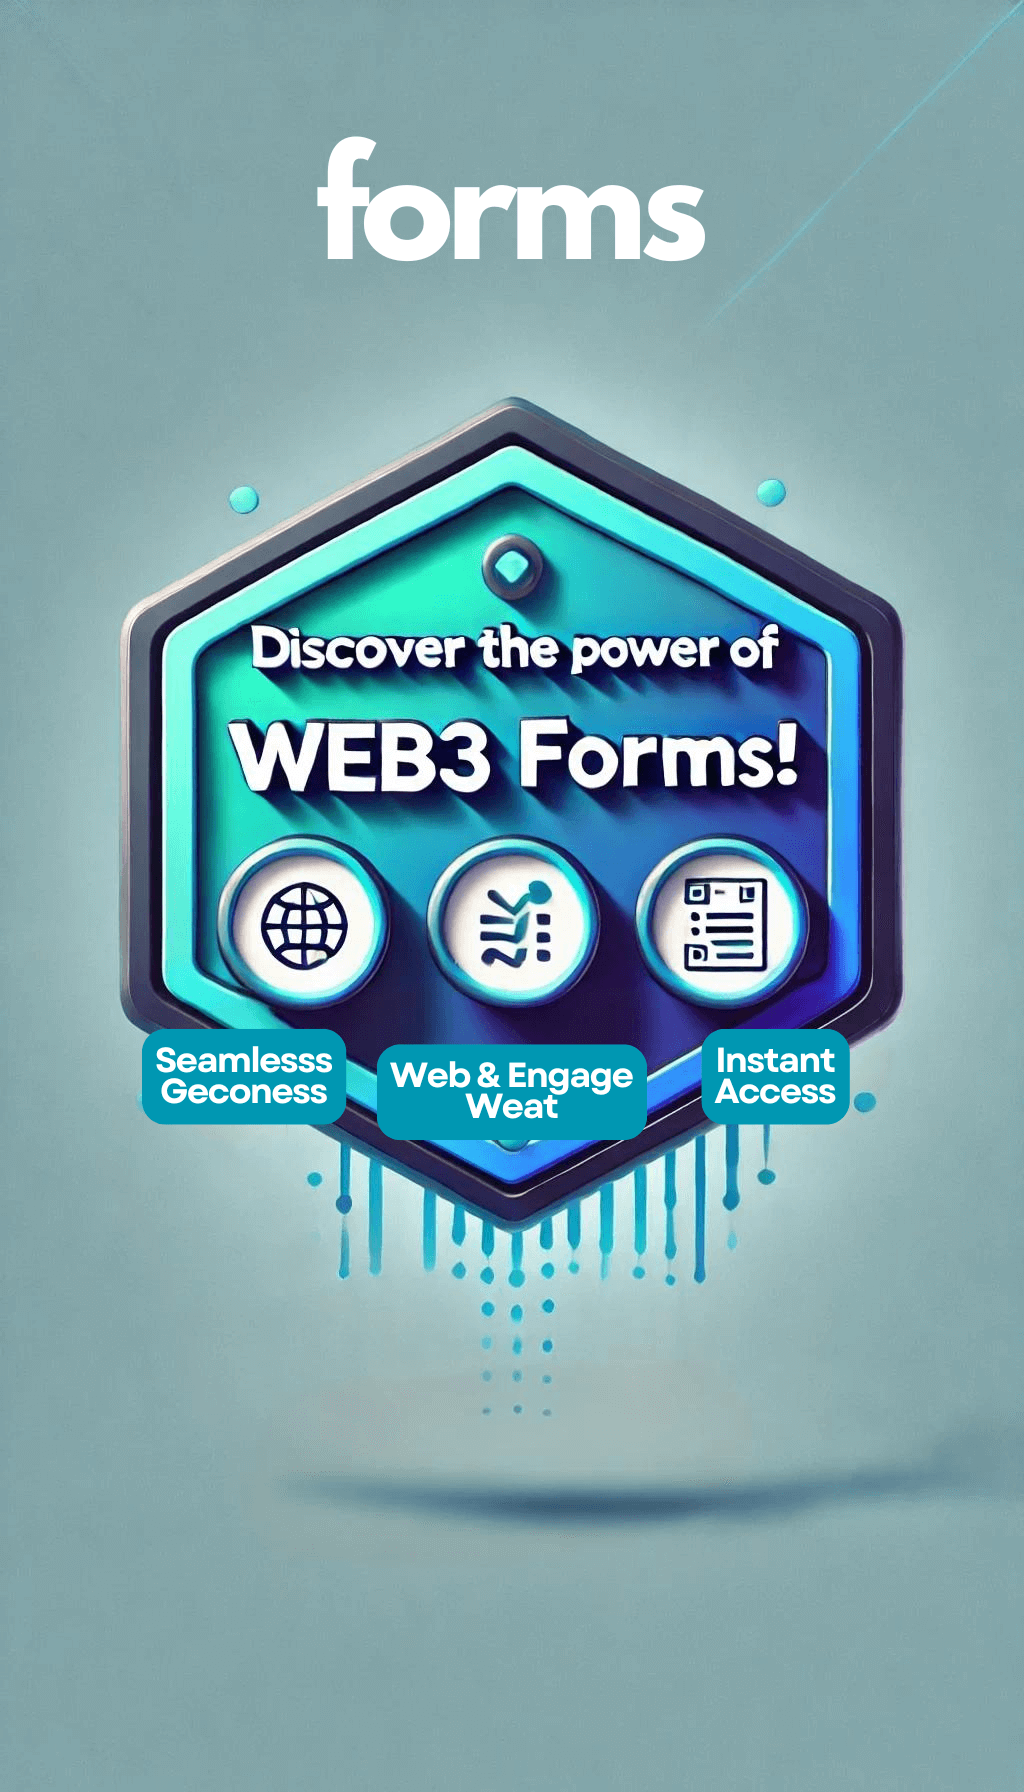 forms
Discover the power of
WEB3 Forms!
Seamlesss
Geconess
Web & Engage
Weat
Instant
Access